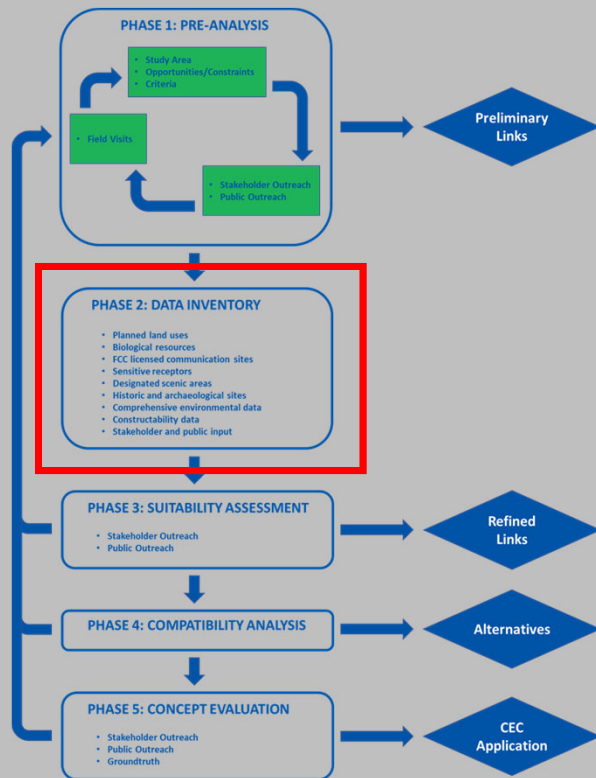 PHASE 1: PRE-ANALYSIS
• Study Area
• Opportunities/Constraints
• Criteria
• Field Visits
• Stakeholder Outreach
• Public Outreach
Preliminary
Links
PHASE 2: DATA INVENTORY
• Planned land uses
• Biological resources
• FCC licensed communication sites
• Sensitive receptors
• Designated scenic areas
• Historic and archaeological sites
• Comprehensive environmental data
• Constructability data
• Stakeholder and public input
PHASE 3: SUITABILITY ASSESSMENT
• Stakeholder Outreach
• Public Outreach
Refined
Links
PHASE 4: COMPATIBILITY ANALYSIS
Alternatives
PHASE 5: CONCEPT EVALUATION
• Stakeholder Outreach
• Public Outreach
• Groundtruth
CEC
Application